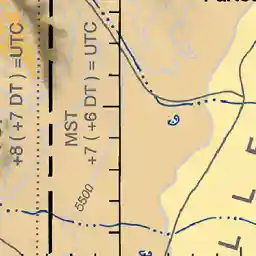 +8 ( +7 DT ) =UTC
MST
+7 ( +6 DT ) = UTC
5500
L L